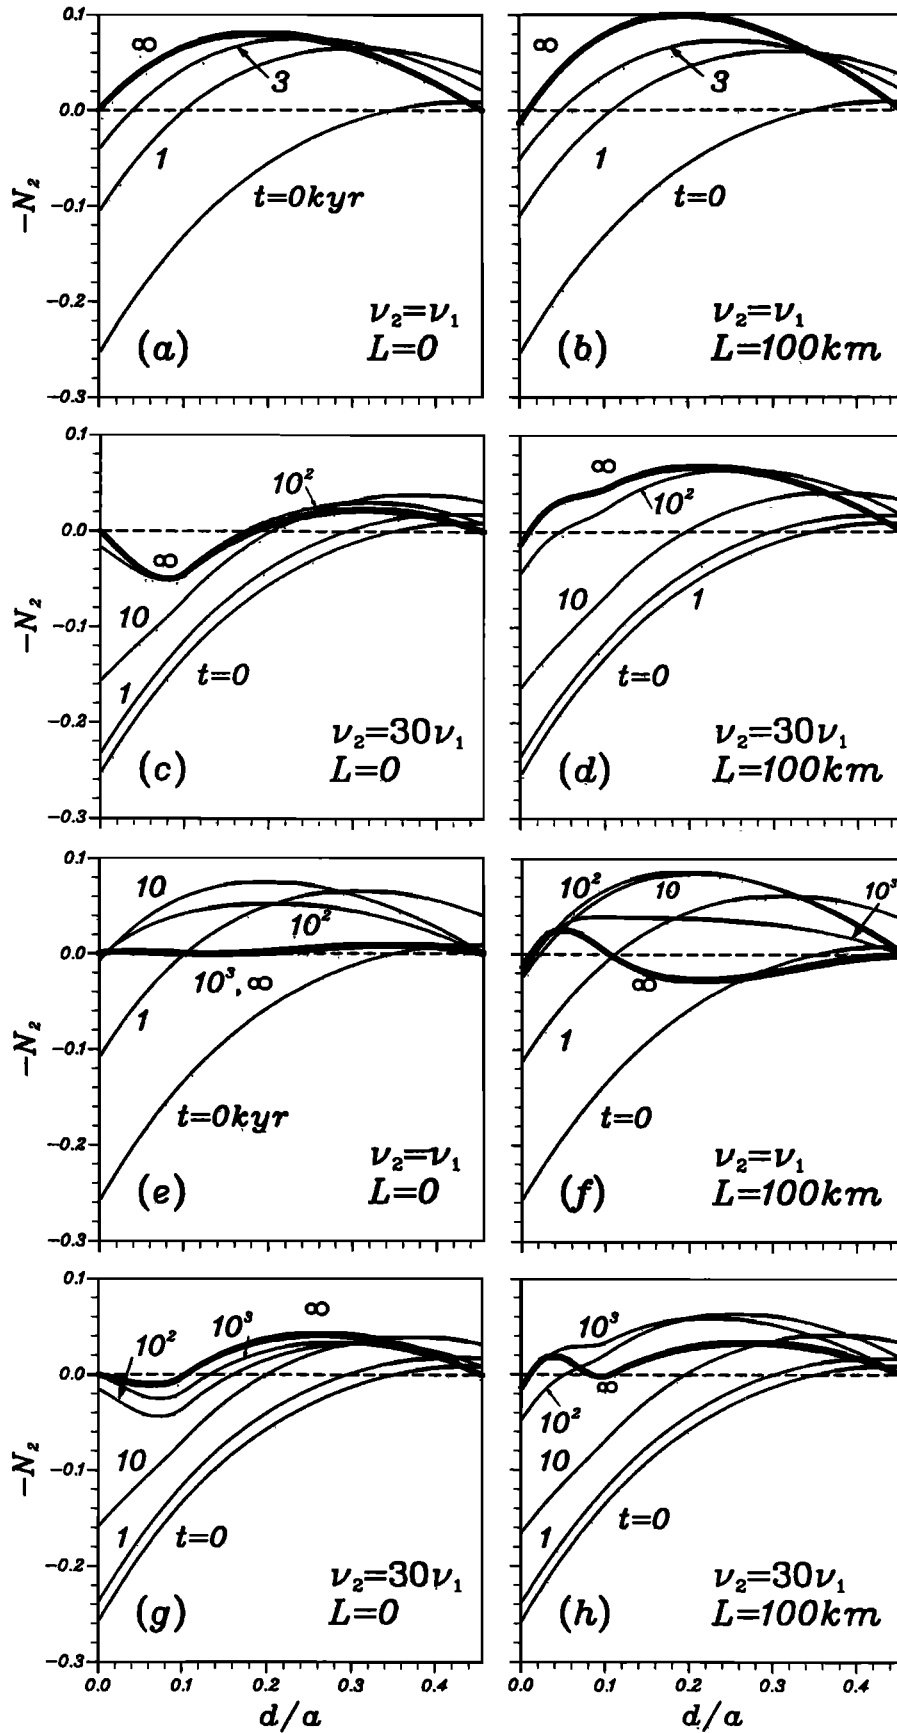 0.1
0.0
−0.1
−0.2
−0.3
−N₂
∞
3
1
t=0kyr
ν₂=ν₁
(a)
L=0
∞
3
1
t=0
ν₂=ν₁
(b)
L=100km
0.1
0.0
−0.1
−0.2
−0.3
−N₂
10²
∞
10
1
t=0
ν₂=30ν₁
(c)
L=0
∞
10²
10
1
t=0
ν₂=30ν₁
(d)
L=100km
0.1
0.0
−0.1
−0.2
−0.3
−N₂
10
10²
10³, ∞
1
t=0kyr
ν₂=ν₁
(e)
L=0
10²
10
10³
∞
1
t=0
ν₂=ν₁
(f)
L=100km
0.1
0.0
−0.1
−0.2
−0.3
−N₂
∞
10²
10³
10
1
t=0
ν₂=30ν₁
(g)
L=0
10³
∞
10²
10
1
t=0
ν₂=30ν₁
(h)
L=100km
0.0 0.1 0.2 0.3 0.4
d/a
0.0 0.1 0.2 0.3 0.4
d/a